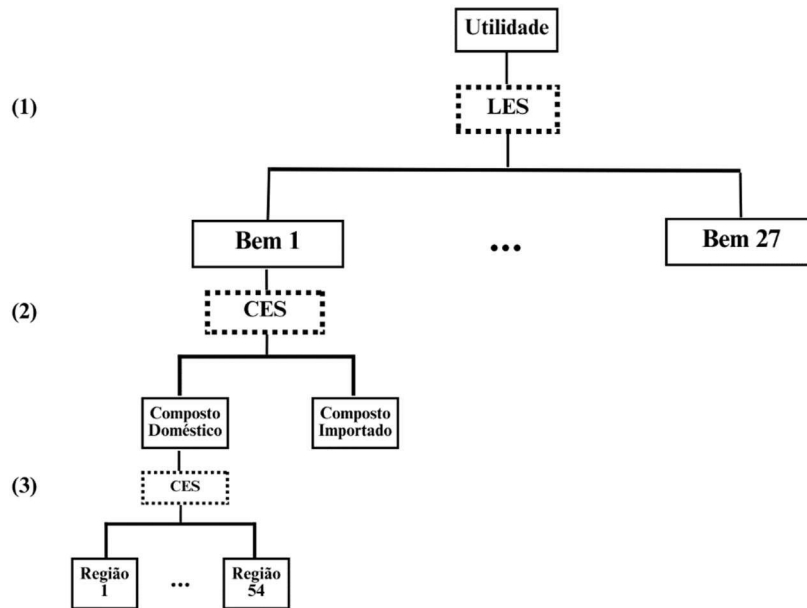 Utilidade
(1)
LES
Bem 1
...
Bem 27
(2)
CES
Composto
Doméstico
Composto
Importado
(3)
CES
Região
1
...
Região
54